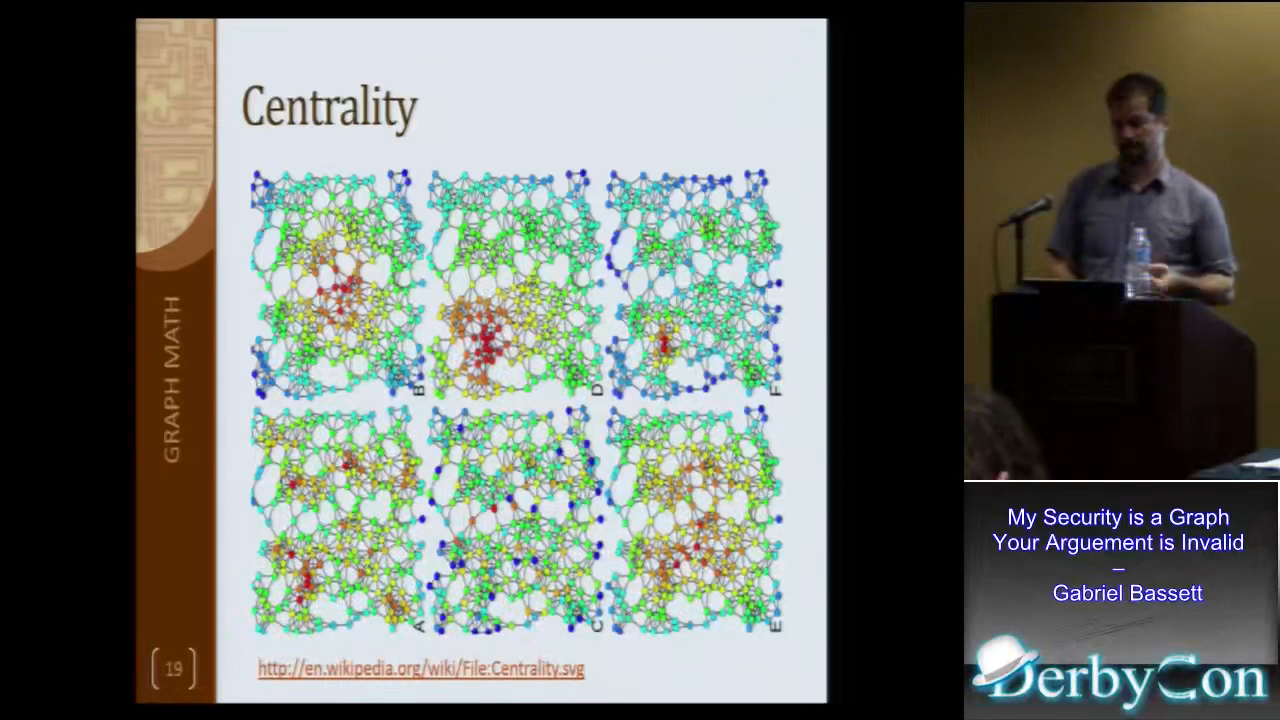 Centrality
B
D
F
A
C
E
GRAPH MATH
19
http://en.wikipedia.org/wiki/File:Centrality.svg
My Security is a Graph
Your Arguement is Invalid
–
Gabriel Bassett
DerbyCon